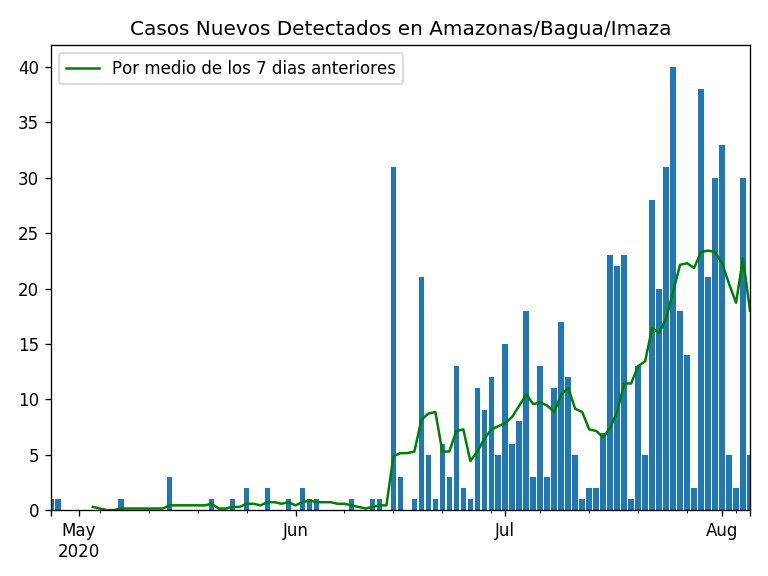 Casos Nuevos Detectados en Amazonas/Bagua/Imaza
Por medio de los 7 dias anteriores
40
35
30
25
20
15
10
5
0
May
2020
Jun
Jul
Aug